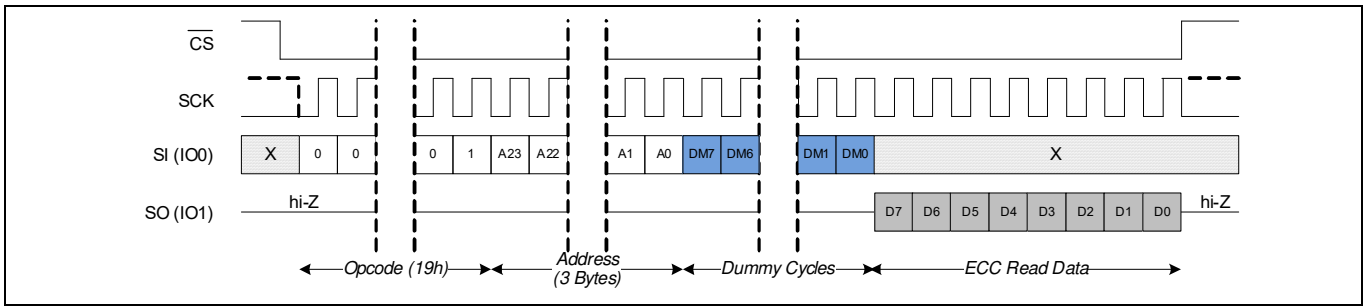 CS
SCK
SI (IO0) X 0 0 0 1 A23 A22 A1 A0 DM7 DM6 DM1 DM0 X
hi-Z hi-Z
SO (IO1) D7 D6 D5 D4 D3 D2 D1 D0
Opcode (19h) Address (3 Bytes) Dummy Cycles ECC Read Data